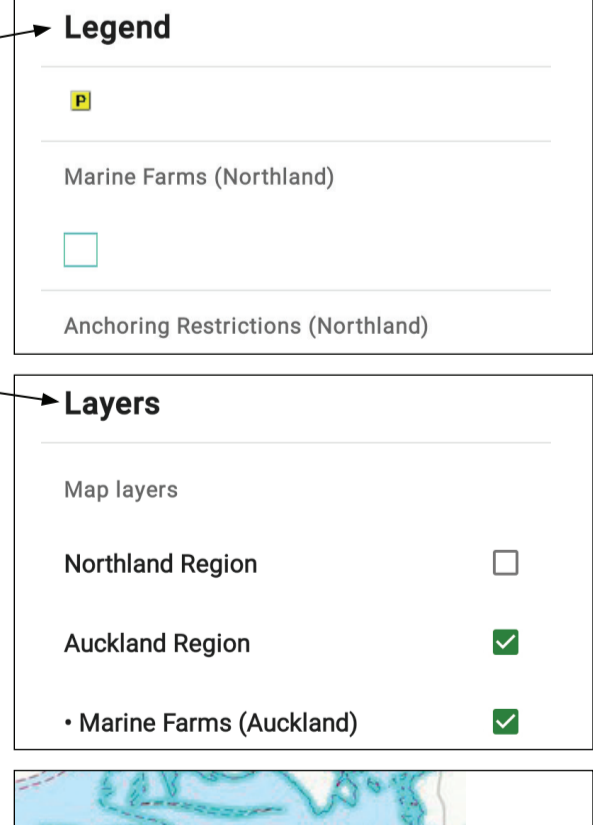 Legend
P
Marine Farms (Northland)
Anchoring Restrictions (Northland)
Layers
Map layers
Northland Region
Auckland Region
• Marine Farms (Auckland)